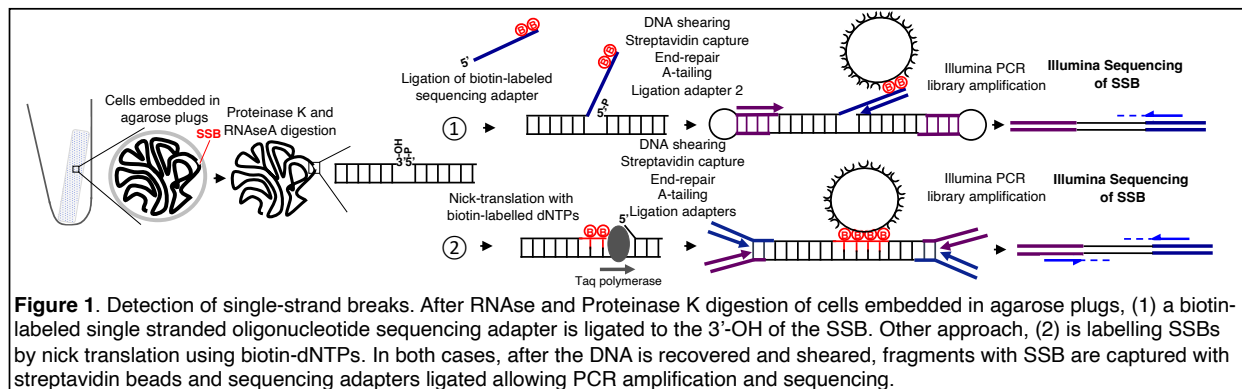 Cells embedded in
agarose plugs
SSB
Proteinase K and
RNAseA digestion
OH
3'
P
5'
5'
B B
Ligation of biotin-labeled
sequencing adapter
1
B B
5'-P
DNA shearing
Streptavidin capture
End-repair
A-tailing
Ligation adapter 2
B B
Illumina PCR
library amplification
Illumina Sequencing
of SSB
Nick-translation with
biotin-labelled dNTPs
2
B B
5'
Taq polymerase
DNA shearing
Streptavidin capture
End-repair
A-tailing
Ligation adapters
B B B B
Illumina PCR
library amplification
Illumina Sequencing
of SSB
Figure 1. Detection of single-strand breaks. After RNAse and Proteinase K digestion of cells embedded in agarose plugs, (1) a biotin-
labeled single stranded oligonucleotide sequencing adapter is ligated to the 3'-OH of the SSB. Other approach, (2) is labelling SSBs
by nick translation using biotin-dNTPs. In both cases, after the DNA is recovered and sheared, fragments with SSB are captured with
streptavidin beads and sequencing adapters ligated allowing PCR amplification and sequencing.